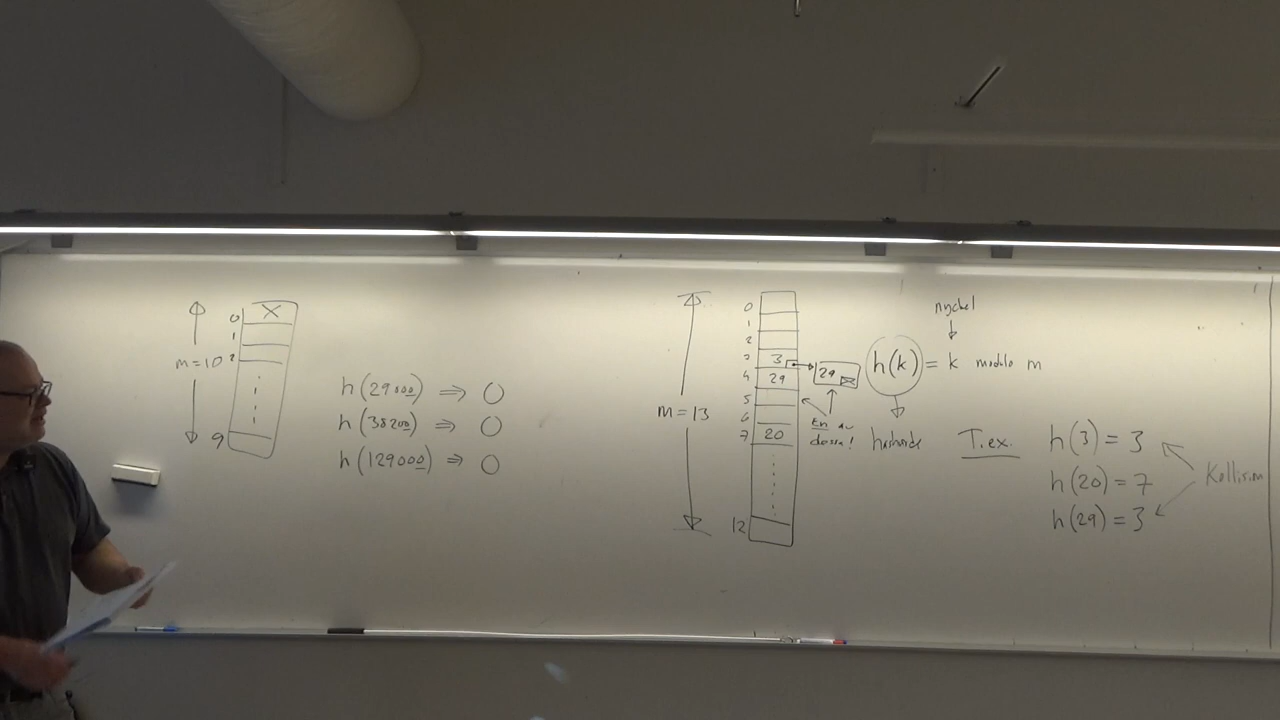 0
1
m=10 2
9
h(29000) ⇒ 0
h(38200) ⇒ 0
h(129000) ⇒ 0
m=13
0
1
2
3 3
4 29
5
6
7 20
12
29
En av
dessa!
nyckel
h(k) = k modulo m
hashkod
T.ex. h(3) = 3
h(20) = 7
h(29) = 3
Kollision